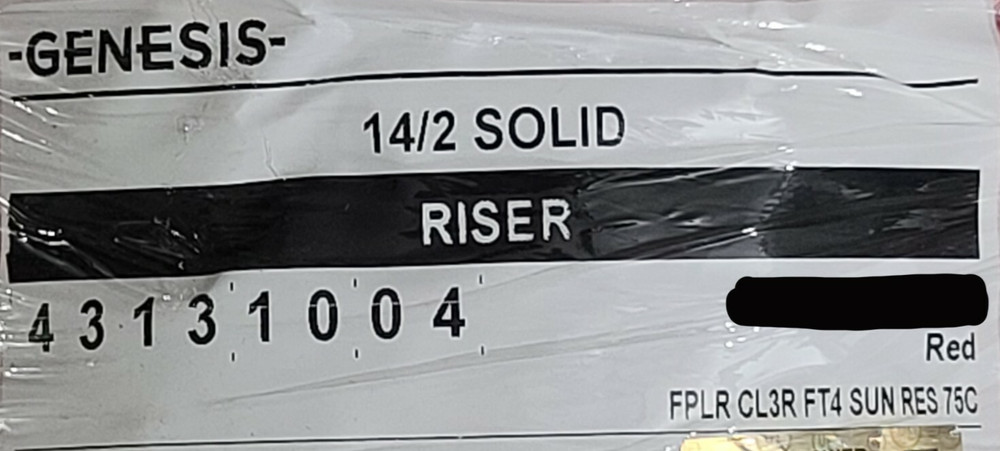 -GENESIS-
14/2 SOLID
RISER
43131004
Red
FPLR CL3R FT4 SUN RES 75C